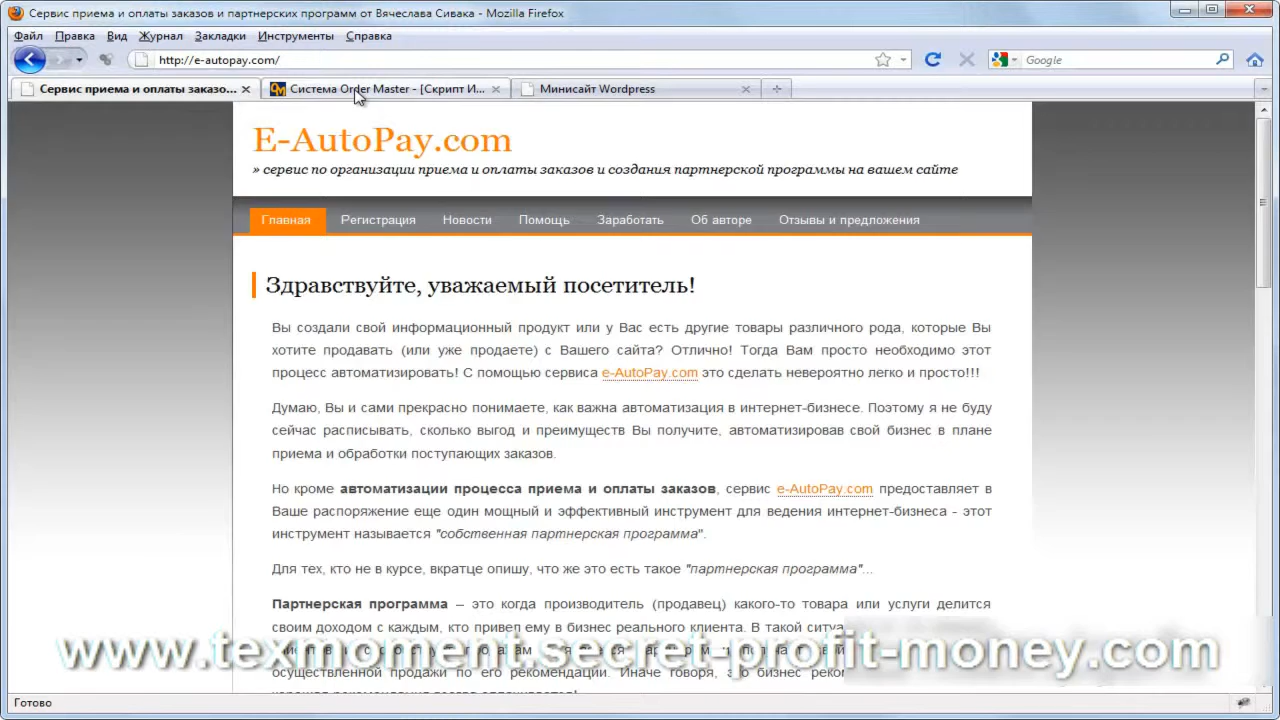 Сервис приема и оплаты заказов и партнерских программ от Вячеслава Сивака - Mozilla Firefox
Файл Правка Вид Журнал Закладки Инструменты Справка
http://e-autopay.com/
Google
Сервис приема и оплаты заказо...
Система Order Master - [Скрипт И...
Минисайт Wordpress
E-AutoPay.com
» сервис по организации приема и оплаты заказов и создания партнерской программы на вашем сайте
Главная Регистрация Новости Помощь Заработать Об авторе Отзывы и предложения
Здравствуйте, уважаемый посетитель!
Вы создали свой информационный продукт или у Вас есть другие товары различного рода, которые Вы
хотите продавать (или уже продаете) с Вашего сайта? Отлично! Тогда Вам просто необходимо этот
процесс автоматизировать! С помощью сервиса e-AutoPay.com это сделать невероятно легко и просто!!!
Думаю, Вы и сами прекрасно понимаете, как важна автоматизация в интернет-бизнесе. Поэтому я не буду
сейчас расписывать, сколько выгод и преимуществ Вы получите, автоматизировав свой бизнес в плане
приема и обработки поступающих заказов.
Но кроме автоматизации процесса приема и оплаты заказов, сервис e-AutoPay.com предоставляет в
Ваше распоряжение еще один мощный и эффективный инструмент для ведения интернет-бизнеса - этот
инструмент называется "собственная партнерская программа".
Для тех, кто не в курсе, вкратце опишу, что же это есть такое "партнерская программа"...
Партнерская программа – это когда производитель (продавец) какого-то товара или услуги делится
своим доходом с каждым, кто привел ему в бизнес реального клиента. В такой
www.texmoment.secret-profit-money.com
осуществленной продажи по его рекомендации. Иначе говоря, бизнес
Готово